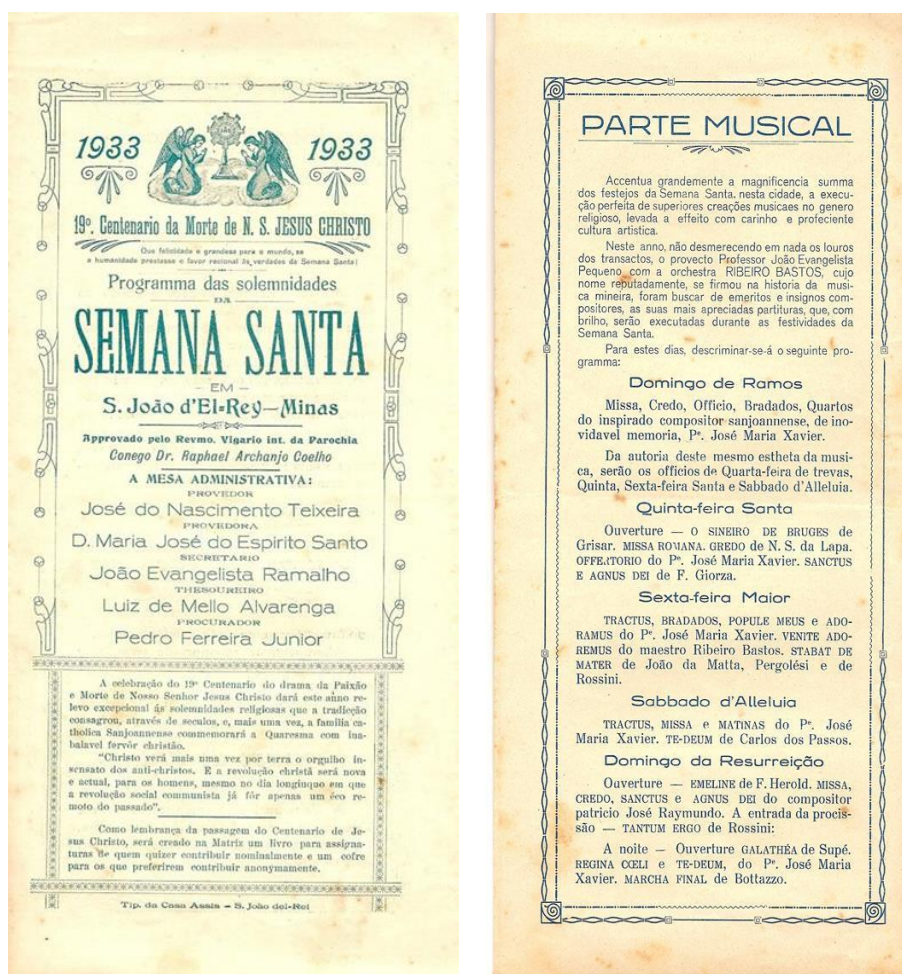 1933 1933
19º. Centenario da Morte de N. S. JESUS CHRISTO
Que felicidade e grandesa para o mundo, se
a humanidade prestasse o favor racional ás verdades da Semana Santa!
Programma das solemnidades
DA
SEMANA SANTA
— EM —
S. João d'El=Rey—Minas
Approvado pelo Revmo. Vigario int. da Parochia
Conego Dr. Raphael Archanjo Coelho
A MESA ADMINISTRATIVA:
PROVEDOR
José do Nascimento Teixeira
PROVEDORA
D. Maria José do Espirito Santo
SECRETARIO
João Evangelista Ramalho
THESOUREIRO
Luiz de Mello Alvarenga
PROCURADOR
Pedro Ferreira Junior
A celebração do 19º Centenario do drama da Paixão
e Morte de Nosso Senhor Jesus Christo dará este anno re-
levo excepcional ás solemnidades religiosas que a tradicção
consagrou, através de seculos, e, mais uma vez, a familia ca-
tholica Sanjoannense commemorará a Quaresma com ina-
balavel fervôr christão.
"Christo verá mais uma vez por terra o orgulho in-
sensato dos anti-christos. E a revolução christã será nova
e actual, para os homens, mesmo no dia longinquo em que
a revolução social communista já fôr apenas um éco re-
moto do passado".
Como lembrança da passagem do Centenario de Je-
sus Christo, será creado na Matriz um livro para assigna-
turas de quem quizer contribuir nominalmente e um cofre
para os que preferirem contribuir anonymamente.
Tip. da Casa Assis – S. João del-Rei
PARTE MUSICAL
Accentua grandemente a magnificencia summa
dos festejos da Semana Santa. nesta cidade, a execu-
ção perfeita de superiores creações musicaes no genero
religioso, levada a effeito com carinho e profeciente
cultura artistica.
Neste anno, não desmerecendo em nada os louros
dos transactos, o provecto Professor João Evangelista
Pequeno com a orchestra RIBEIRO BASTOS, cujo
nome reputadamente, se firmou na historia da musi-
ca mineira, foram buscar de emeritos e insignos com-
positores, as suas mais apreciadas partituras, que, com
brilho, serão executadas durante as festividades da
Semana Santa.
Para estes dias, descriminar-se-á o seguinte pro-
gramma:
Domingo de Ramos
Missa, Credo, Officio, Bradados, Quartos
do inspirado compositor sanjoannense, de ino-
vidavel memoria, Pe. José Maria Xavier.
Da autoria deste mesmo estheta da musi-
ca, serão os officios de Quarta-feira de trevas,
Quinta, Sexta-feira Santa e Sabbado d'Alleluia.
Quinta-feira Santa
Ouverture — O SINEIRO DE BRUGES de
Grisar. MISSA ROMANA. GREDO de N. S. da Lapa.
OFFERTORIO do Pe. José Maria Xavier. SANCTUS
E AGNUS DEI de F. Giorza.
Sexta-feira Maior
TRACTUS, BRADADOS, POPULE MEUS e ADO-
RAMUS do Pe. José Maria Xavier. VENITE ADO-
REMUS do maestro Ribeiro Bastos. STABAT DE
MATER de João da Matta, Pergolési e de
Rossini.
Sabbado d'Alleluia
TRACTUS, MISSA e MATINAS do Pe. José
Maria Xavier. TE-DEUM de Carlos dos Passos.
Domingo da Resurreição
Ouverture — EMELINE de F. Herold. MISSA,
CREDO, SANCTUS e AGNUS DEI do compositor
patricio José Raymundo. A entrada da procis-
são — TANTUM ERGO de Rossini:
A noite — Ouverture GALATHÉA de Supé.
REGINA CŒLI e TE-DEUM, do Pe. José Maria
Xavier. MARCHA FINAL de Bottazzo.